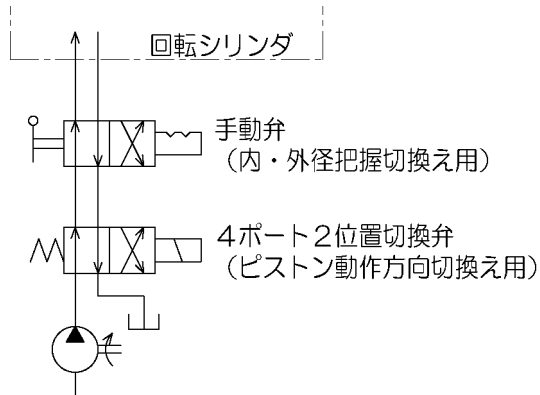 回転シリンダ
手動弁
（内・外径把握切換え用）
４ポート２位置切換弁
（ピストン動作方向切換え用）